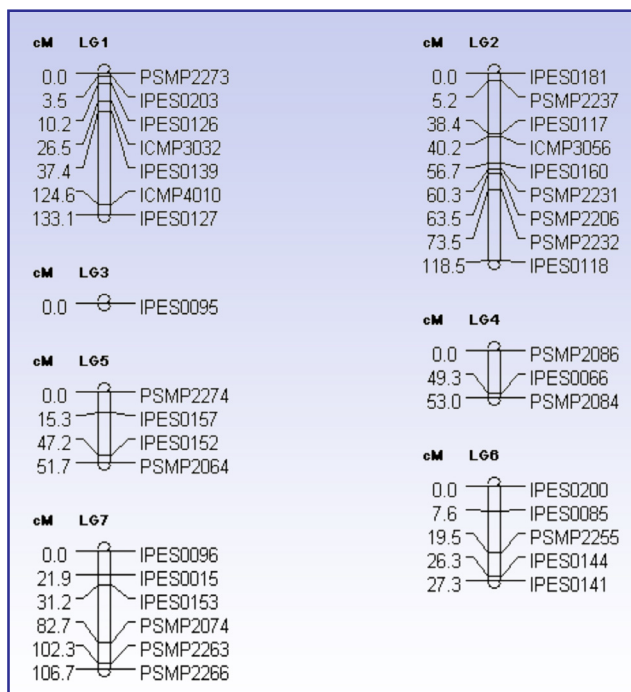 cM LG1
0.0 PSMP2273
3.5 IPES0203
10.2 IPES0126
26.5 ICMP3032
37.4 IPES0139
124.6 ICMP4010
133.1 IPES0127
cM LG3
0.0 IPES0095
cM LG5
0.0 PSMP2274
15.3 IPES0157
47.2 IPES0152
51.7 PSMP2064
cM LG7
0.0 IPES0096
21.9 IPES0015
31.2 IPES0153
82.7 PSMP2074
102.3 PSMP2263
106.7 PSMP2266
cM LG2
0.0 IPES0181
5.2 PSMP2237
38.4 IPES0117
40.2 ICMP3056
56.7 IPES0160
60.3 PSMP2231
63.5 PSMP2206
73.5 PSMP2232
118.5 IPES0118
cM LG4
0.0 PSMP2086
49.3 IPES0066
53.0 PSMP2084
cM LG6
0.0 IPES0200
7.6 IPES0085
19.5 PSMP2255
26.3 IPES0144
27.3 IPES0141